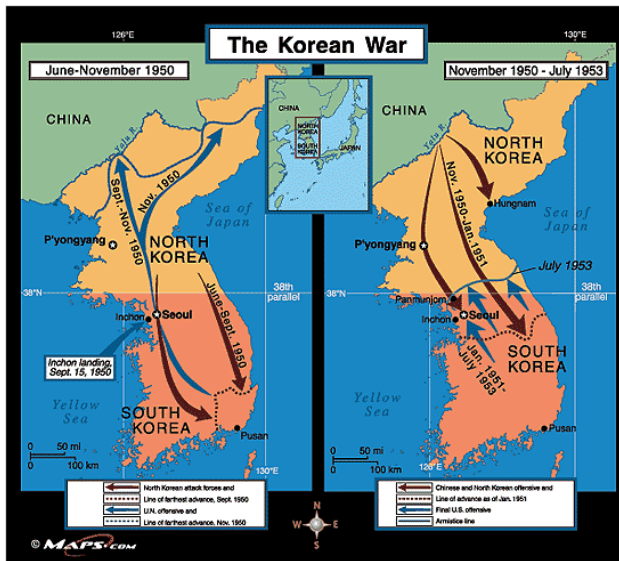 The Korean War
126°E
June-November 1950
CHINA
Yalu R.
Sept.-Nov. 1950
Nov. 1950
P'yongyang
NORTH
KOREA
Sea of
Japan
38°N
38th
parallel
Seoul
Inchon
June-Sept. 1950
Inchon landing,
Sept. 15, 1950
Yellow
Sea
SOUTH
KOREA
Pusan
0 50 mi
0 100 km
130°E
North Korean attack forces and
Line of farthest advance, Sept. 1950
U.N. offensive and
Line of farthest advance, Nov. 1950
CHINA
NORTH
KOREA
SOUTH
KOREA
JAPAN
130°E
November 1950 - July 1953
CHINA
Yalu R.
NORTH
KOREA
Nov. 1950-Jan. 1951
Hungnam
Sea of
Japan
P'yongyang
July 1953
38°N
38th
parallel
Panmunjom
Seoul
Inchon
SOUTH
KOREA
Jan. 1951-
July 1953
Yellow
Sea
Pusan
0 50 mi
0 100 km
126°E
Chinese and North Korean offensive and
Line of advance as of Jan. 1951
Final U.S. offensive
Armistice line
N
W E
S
© MAPS.COM